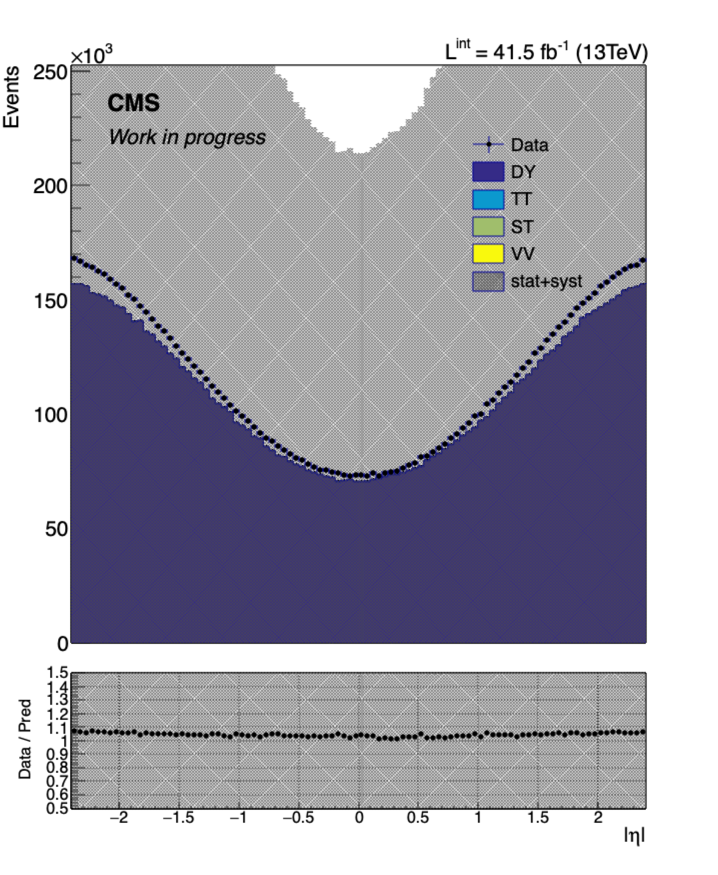 ×10³
L^int = 41.5 fb⁻¹ (13TeV)
Events
250
CMS
Work in progress
Data
DY
200
TT
ST
VV
stat+syst
150
100
50
0
Data / Pred
1.5
1.4
1.3
1.2
1.1
1
0.9
0.8
0.7
0.6
0.5
−2 −1.5 −1 −0.5 0 0.5 1 1.5 2
|η|